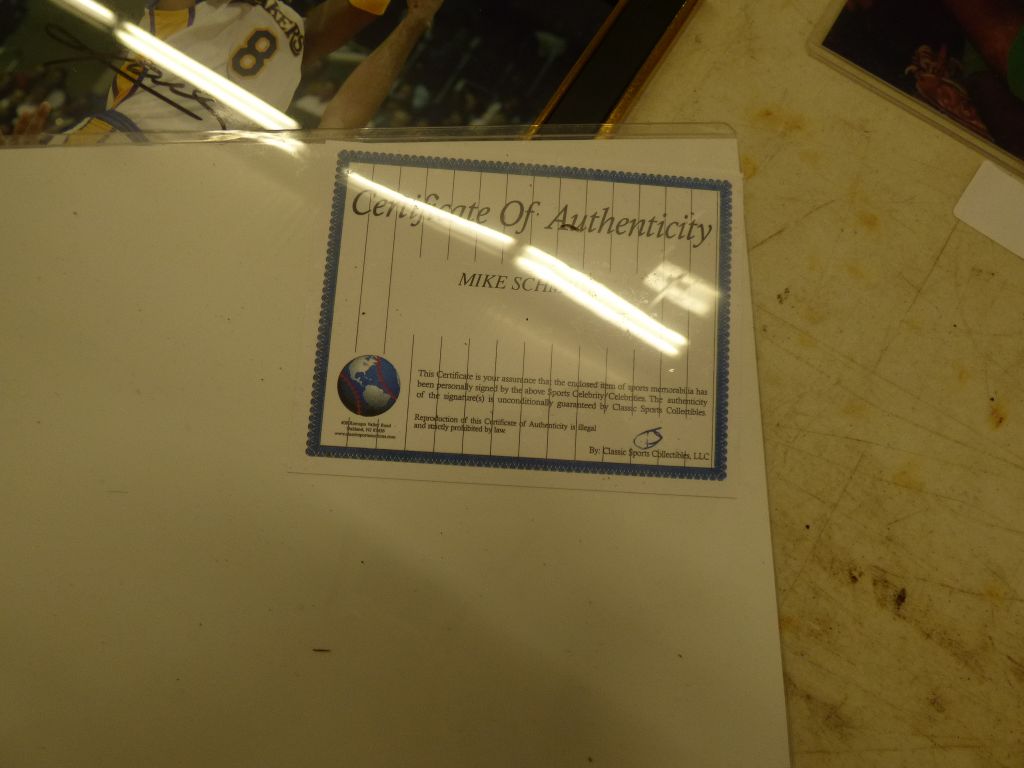 LAKERS
8
Certificate Of Authenticity
MIKE
This Certificate is your assurance that the enclosed item of sports memorabilia has
been personally signed by the above Sports Celebrity/Celebrities. The authenticity
of the signature(s) is unconditionally guaranteed by Classic Sports Collectibles.
Reproduction of this Certificate of Authenticity is illegal
and strictly prohibited by law.
By: Classic Sports Collectibles, LLC